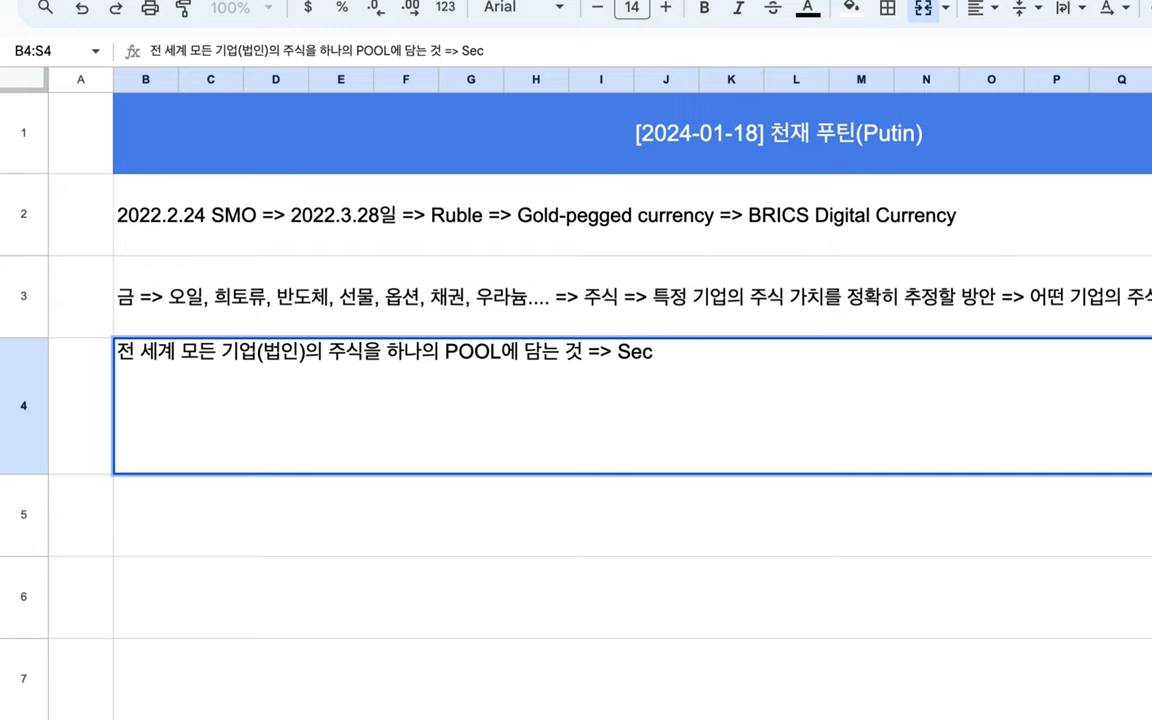 100%
$ % .0 .00 123 Arial 14 B I A A
B4:S4 fx 전 세계 모든 기업(법인)의 주식을 하나의 POOL에 담는 것 => Sec
A B C D E F G H I J K L M N O P Q
1 [2024-01-18] 천재 푸틴(Putin)
2 2022.2.24 SMO => 2022.3.28일 => Ruble => Gold-pegged currency => BRICS Digital Currency
3 금 => 오일, 희토류, 반도체, 선물, 옵션, 채권, 우라늄.... => 주식 => 특정 기업의 주식 가치를 정확히 추정할 방안 => 어떤 기업의
4 전 세계 모든 기업(법인)의 주식을 하나의 POOL에 담는 것 => Sec
5
6
7